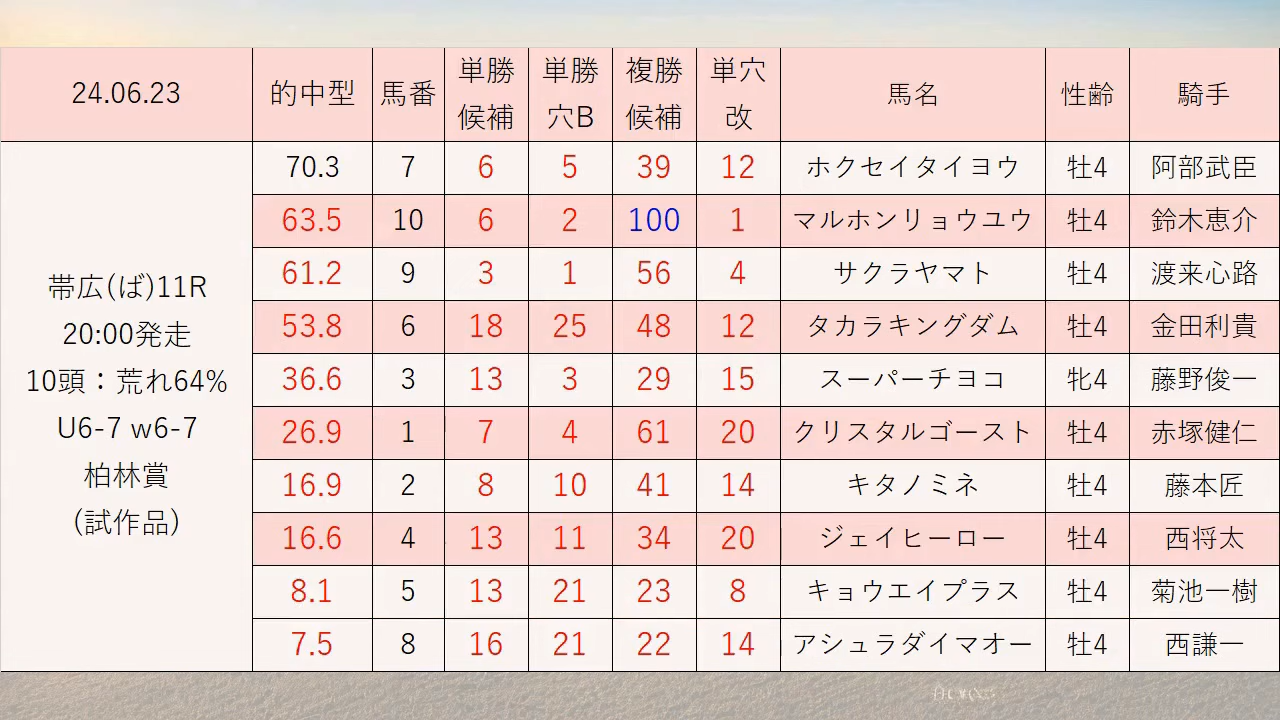 24.06.23 的中型 馬番 単勝候補 単勝穴B 複勝候補 単穴改 馬名 性齢 騎手
帯広(ば)11R
20:00発走
10頭：荒れ64%
U6-7 w6-7
柏林賞
(試作品)
70.3 7 6 5 39 12 ホクセイタイヨウ 牡4 阿部武臣
63.5 10 6 2 100 1 マルホンリョウユウ 牡4 鈴木恵介
61.2 9 3 1 56 4 サクラヤマト 牡4 渡来心路
53.8 6 18 25 48 12 タカラキングダム 牡4 金田利貴
36.6 3 13 3 29 15 スーパーチヨコ 牝4 藤野俊一
26.9 1 7 4 61 20 クリスタルゴースト 牡4 赤塚健仁
16.9 2 8 10 41 14 キタノミネ 牡4 藤本匠
16.6 4 13 11 34 20 ジェイヒーロー 牡4 西将太
8.1 5 13 21 23 8 キョウエイプラス 牡4 菊池一樹
7.5 8 16 21 22 14 アシュラダイマオー 牡4 西謙一